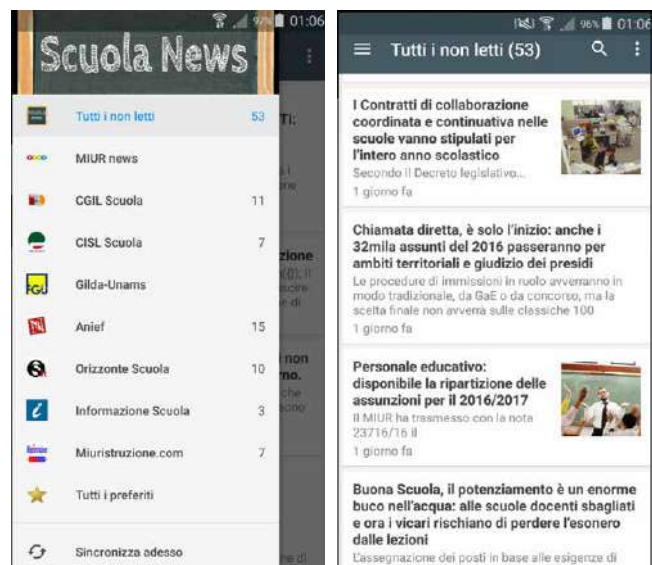 97% 01:06
Scuola News
Tutti i non letti 53
MIUR news
CGIL Scuola 11
CISL Scuola 7
Gilda-Unams
Anief 15
Orizzonte Scuola 10
Informazione Scuola 3
Miuristruzione.com 7
Tutti i preferiti
Sincronizza adesso
96% 01:06
Tutti i non letti (53)
I Contratti di collaborazione
coordinata e continuativa nelle
scuole vanno stipulati per
l'intero anno scolastico
Secondo il Decreto legislativo...
1 giorno fa
Chiamata diretta, è solo l'inizio: anche i
32mila assunti del 2016 passeranno per
ambiti territoriali e giudizio dei presidi
Le procedure di immissioni in ruolo avverranno in
modo tradizionale, da GaE o da concorso, ma la
scelta finale non avverrà sulle classiche 100
1 giorno fa
Personale educativo:
disponibile la ripartizione delle
assunzioni per il 2016/2017
Il MIUR ha trasmesso con la nota
23716/16 il
1 giorno fa
Buona Scuola, il potenziamento è un enorme
buco nell'acqua: alle scuole docenti sbagliati
e ora i vicari rischiano di perdere l'esonero
dalle lezioni
L'assegnazione dei posti in base alle esigenze di